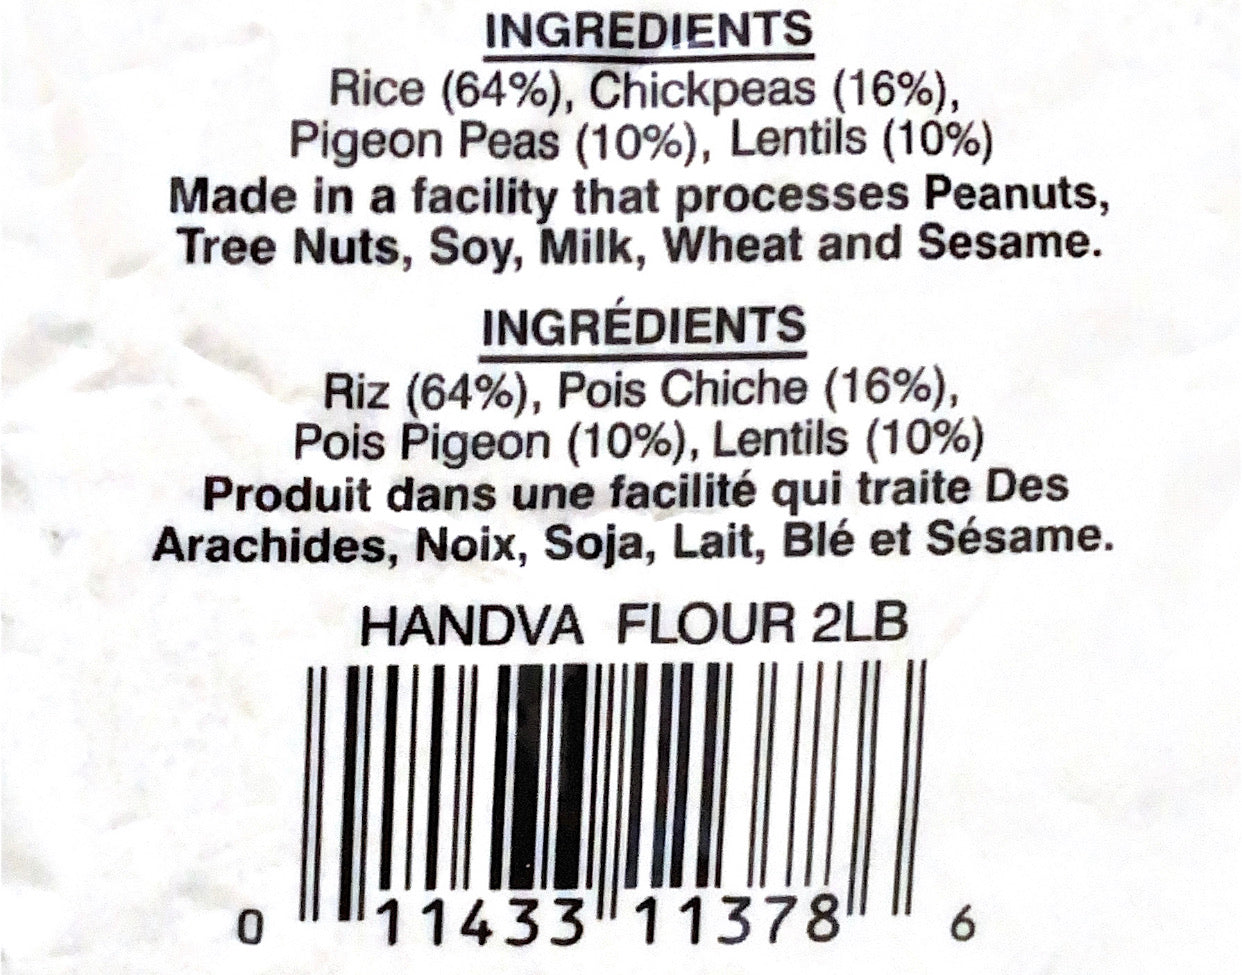 INGREDIENTS
Rice (64%), Chickpeas (16%),
Pigeon Peas (10%), Lentils (10%)
Made in a facility that processes Peanuts,
Tree Nuts, Soy, Milk, Wheat and Sesame.
INGRÉDIENTS
Riz (64%), Pois Chiche (16%),
Pois Pigeon (10%), Lentils (10%)
Produit dans une facilité qui traite Des
Arachides, Noix, Soja, Lait, Blé et Sésame.
HANDVA FLOUR 2LB
0 11433 11378 6